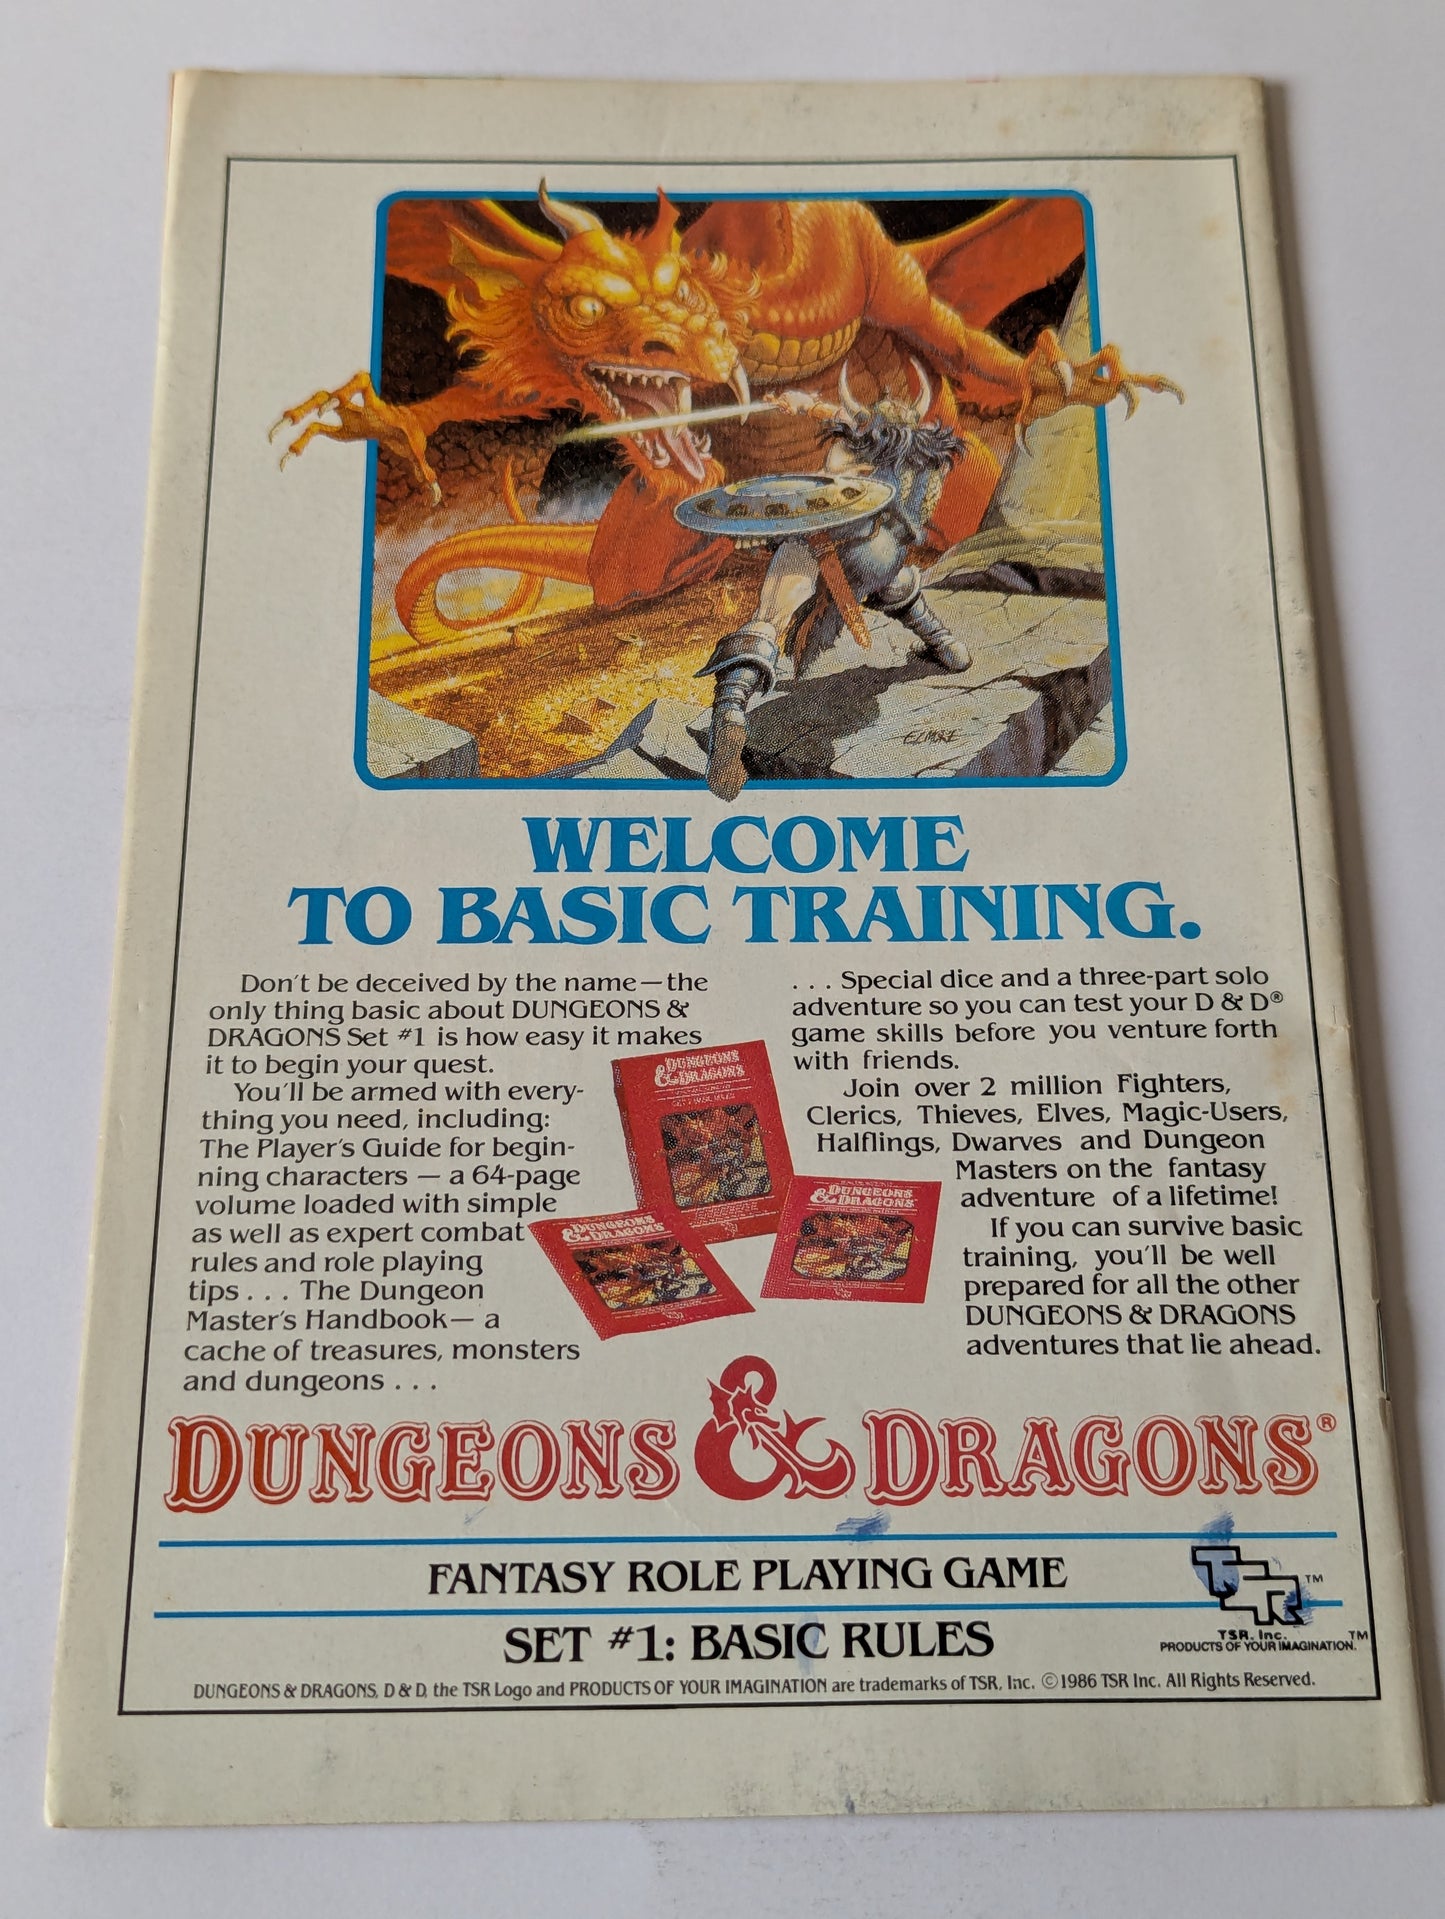 ELMORE
WELCOME
TO BASIC TRAINING.
Don't be deceived by the name—the
only thing basic about DUNGEONS &
DRAGONS Set #1 is how easy it makes
it to begin your quest.
You'll be armed with every-
thing you need, including:
The Player's Guide for begin-
ning characters — a 64-page
volume loaded with simple
as well as expert combat
rules and role playing
tips . . . The Dungeon
Master's Handbook— a
cache of treasures, monsters
and dungeons . . .
. . . Special dice and a three-part solo
adventure so you can test your D & D®
game skills before you venture forth
with friends.
Join over 2 million Fighters,
Clerics, Thieves, Elves, Magic-Users,
Halflings, Dwarves and Dungeon
Masters on the fantasy
adventure of a lifetime!
If you can survive basic
training, you'll be well
prepared for all the other
DUNGEONS & DRAGONS
adventures that lie ahead.
DUNGEONS
& DRAGONS
DUNGEONS
& DRAGONS
DUNGEONS
& DRAGONS
DUNGEONS & DRAGONS®
FANTASY ROLE PLAYING GAME
SET #1: BASIC RULES
TSR ™
TSR, Inc.
PRODUCTS OF YOUR IMAGINATION.™
DUNGEONS & DRAGONS, D & D, the TSR Logo and PRODUCTS OF YOUR IMAGINATION are trademarks of TSR, Inc. ©1986 TSR Inc. All Rights Reserved.